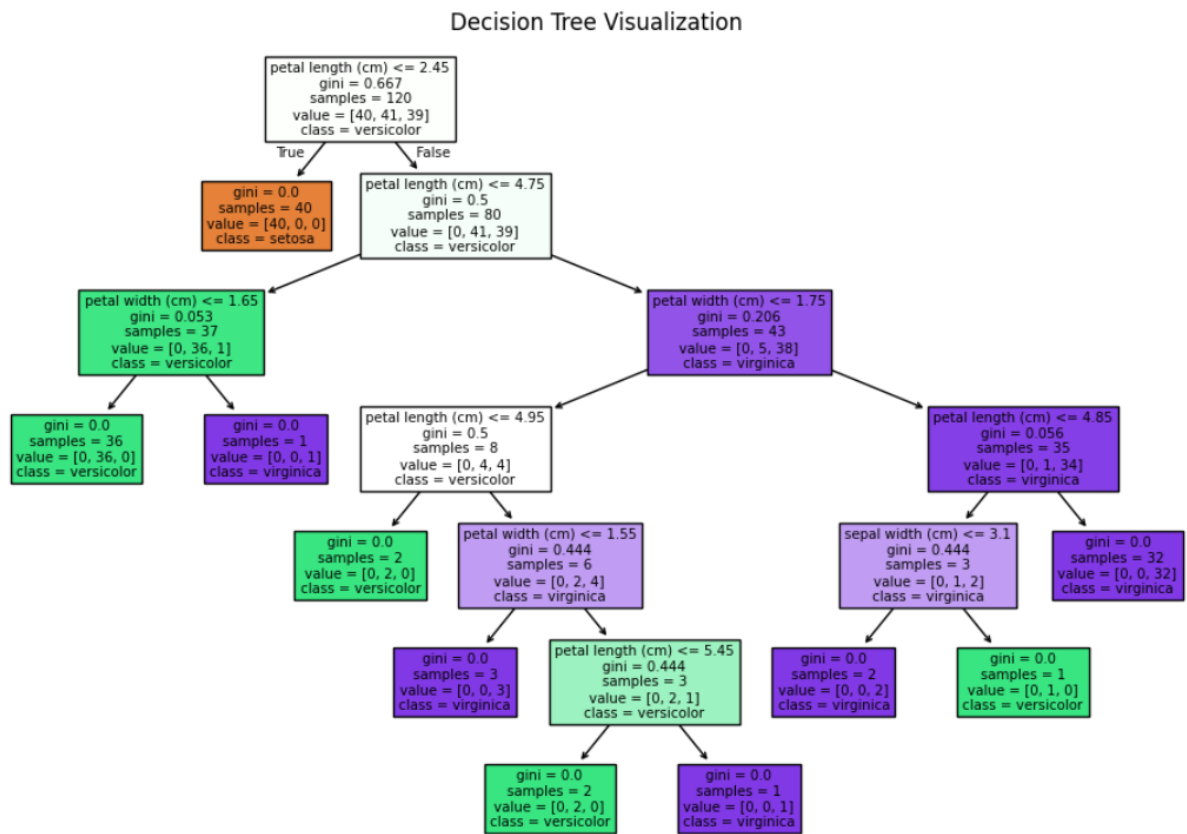 Decision Tree Visualization
petal length (cm) <= 2.45
gini = 0.667
samples = 120
value = [40, 41, 39]
class = versicolor
True
False
gini = 0.0
samples = 40
value = [40, 0, 0]
class = setosa
petal length (cm) <= 4.75
gini = 0.5
samples = 80
value = [0, 41, 39]
class = versicolor
petal width (cm) <= 1.65
gini = 0.053
samples = 37
value = [0, 36, 1]
class = versicolor
petal width (cm) <= 1.75
gini = 0.206
samples = 43
value = [0, 5, 38]
class = virginica
gini = 0.0
samples = 36
value = [0, 36, 0]
class = versicolor
gini = 0.0
samples = 1
value = [0, 0, 1]
class = virginica
petal length (cm) <= 4.95
gini = 0.5
samples = 8
value = [0, 4, 4]
class = versicolor
petal length (cm) <= 4.85
gini = 0.056
samples = 35
value = [0, 1, 34]
class = virginica
gini = 0.0
samples = 2
value = [0, 2, 0]
class = versicolor
petal width (cm) <= 1.55
gini = 0.444
samples = 6
value = [0, 2, 4]
class = virginica
sepal width (cm) <= 3.1
gini = 0.444
samples = 3
value = [0, 1, 2]
class = virginica
gini = 0.0
samples = 32
value = [0, 0, 32]
class = virginica
gini = 0.0
samples = 3
value = [0, 0, 3]
class = virginica
petal length (cm) <= 5.45
gini = 0.444
samples = 3
value = [0, 2, 1]
class = versicolor
gini = 0.0
samples = 2
value = [0, 0, 2]
class = virginica
gini = 0.0
samples = 1
value = [0, 1, 0]
class = versicolor
gini = 0.0
samples = 2
value = [0, 2, 0]
class = versicolor
gini = 0.0
samples = 1
value = [0, 0, 1]
class = virginica